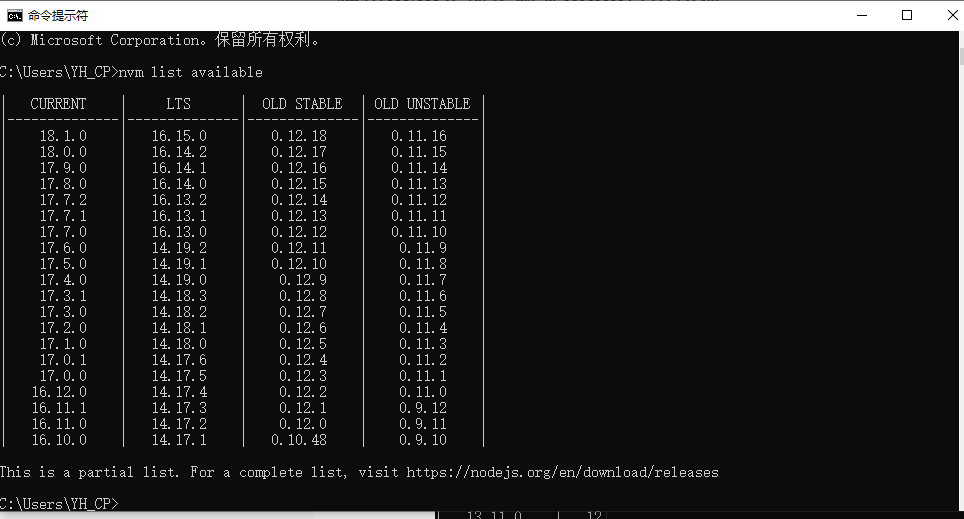 命令提示符
(c) Microsoft Corporation。保留所有权利。
C:\Users\YH_CP>nvm list available
| CURRENT | LTS | OLD STABLE | OLD UNSTABLE |
|--------------|--------------|--------------|--------------|
| 18.1.0 | 16.15.0 | 0.12.18 | 0.11.16 |
| 18.0.0 | 16.14.2 | 0.12.17 | 0.11.15 |
| 17.9.0 | 16.14.1 | 0.12.16 | 0.11.14 |
| 17.8.0 | 16.14.0 | 0.12.15 | 0.11.13 |
| 17.7.2 | 16.13.2 | 0.12.14 | 0.11.12 |
| 17.7.1 | 16.13.1 | 0.12.13 | 0.11.11 |
| 17.7.0 | 16.13.0 | 0.12.12 | 0.11.10 |
| 17.6.0 | 14.19.2 | 0.12.11 | 0.11.9 |
| 17.5.0 | 14.19.1 | 0.12.10 | 0.11.8 |
| 17.4.0 | 14.19.0 | 0.12.9 | 0.11.7 |
| 17.3.1 | 14.18.3 | 0.12.8 | 0.11.6 |
| 17.3.0 | 14.18.2 | 0.12.7 | 0.11.5 |
| 17.2.0 | 14.18.1 | 0.12.6 | 0.11.4 |
| 17.1.0 | 14.18.0 | 0.12.5 | 0.11.3 |
| 17.0.1 | 14.17.6 | 0.12.4 | 0.11.2 |
| 17.0.0 | 14.17.5 | 0.12.3 | 0.11.1 |
| 16.12.0 | 14.17.4 | 0.12.2 | 0.11.0 |
| 16.11.1 | 14.17.3 | 0.12.1 | 0.9.12 |
| 16.11.0 | 14.17.2 | 0.12.0 | 0.9.11 |
| 16.10.0 | 14.17.1 | 0.10.48 | 0.9.10 |
This is a partial list. For a complete list, visit https://nodejs.org/en/download/releases
C:\Users\YH_CP>